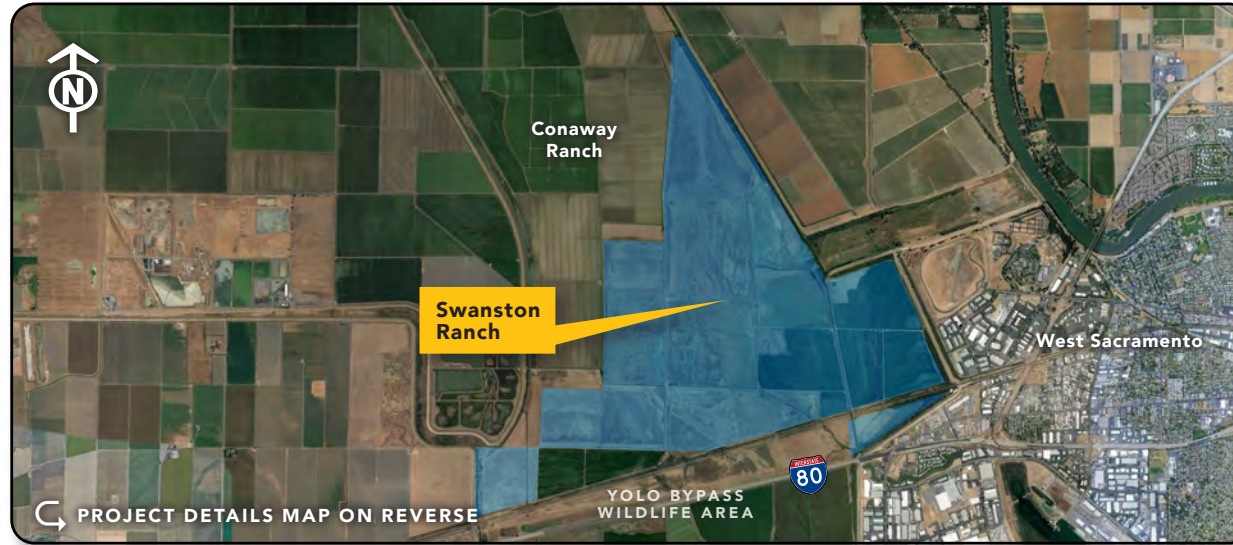 N
Conaway
Ranch
Swanston
Ranch
West Sacramento
INTERSTATE
80
YOLO BYPASS
WILDLIFE AREA
PROJECT DETAILS MAP ON REVERSE